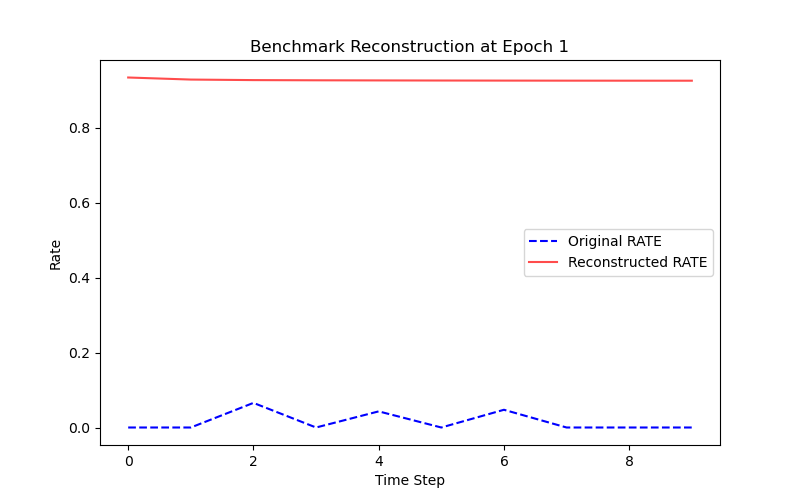 Benchmark Reconstruction at Epoch 1
0.8
0.6
0.4
0.2
0.0
Rate
Original RATE
Reconstructed RATE
0 2 4 6 8
Time Step